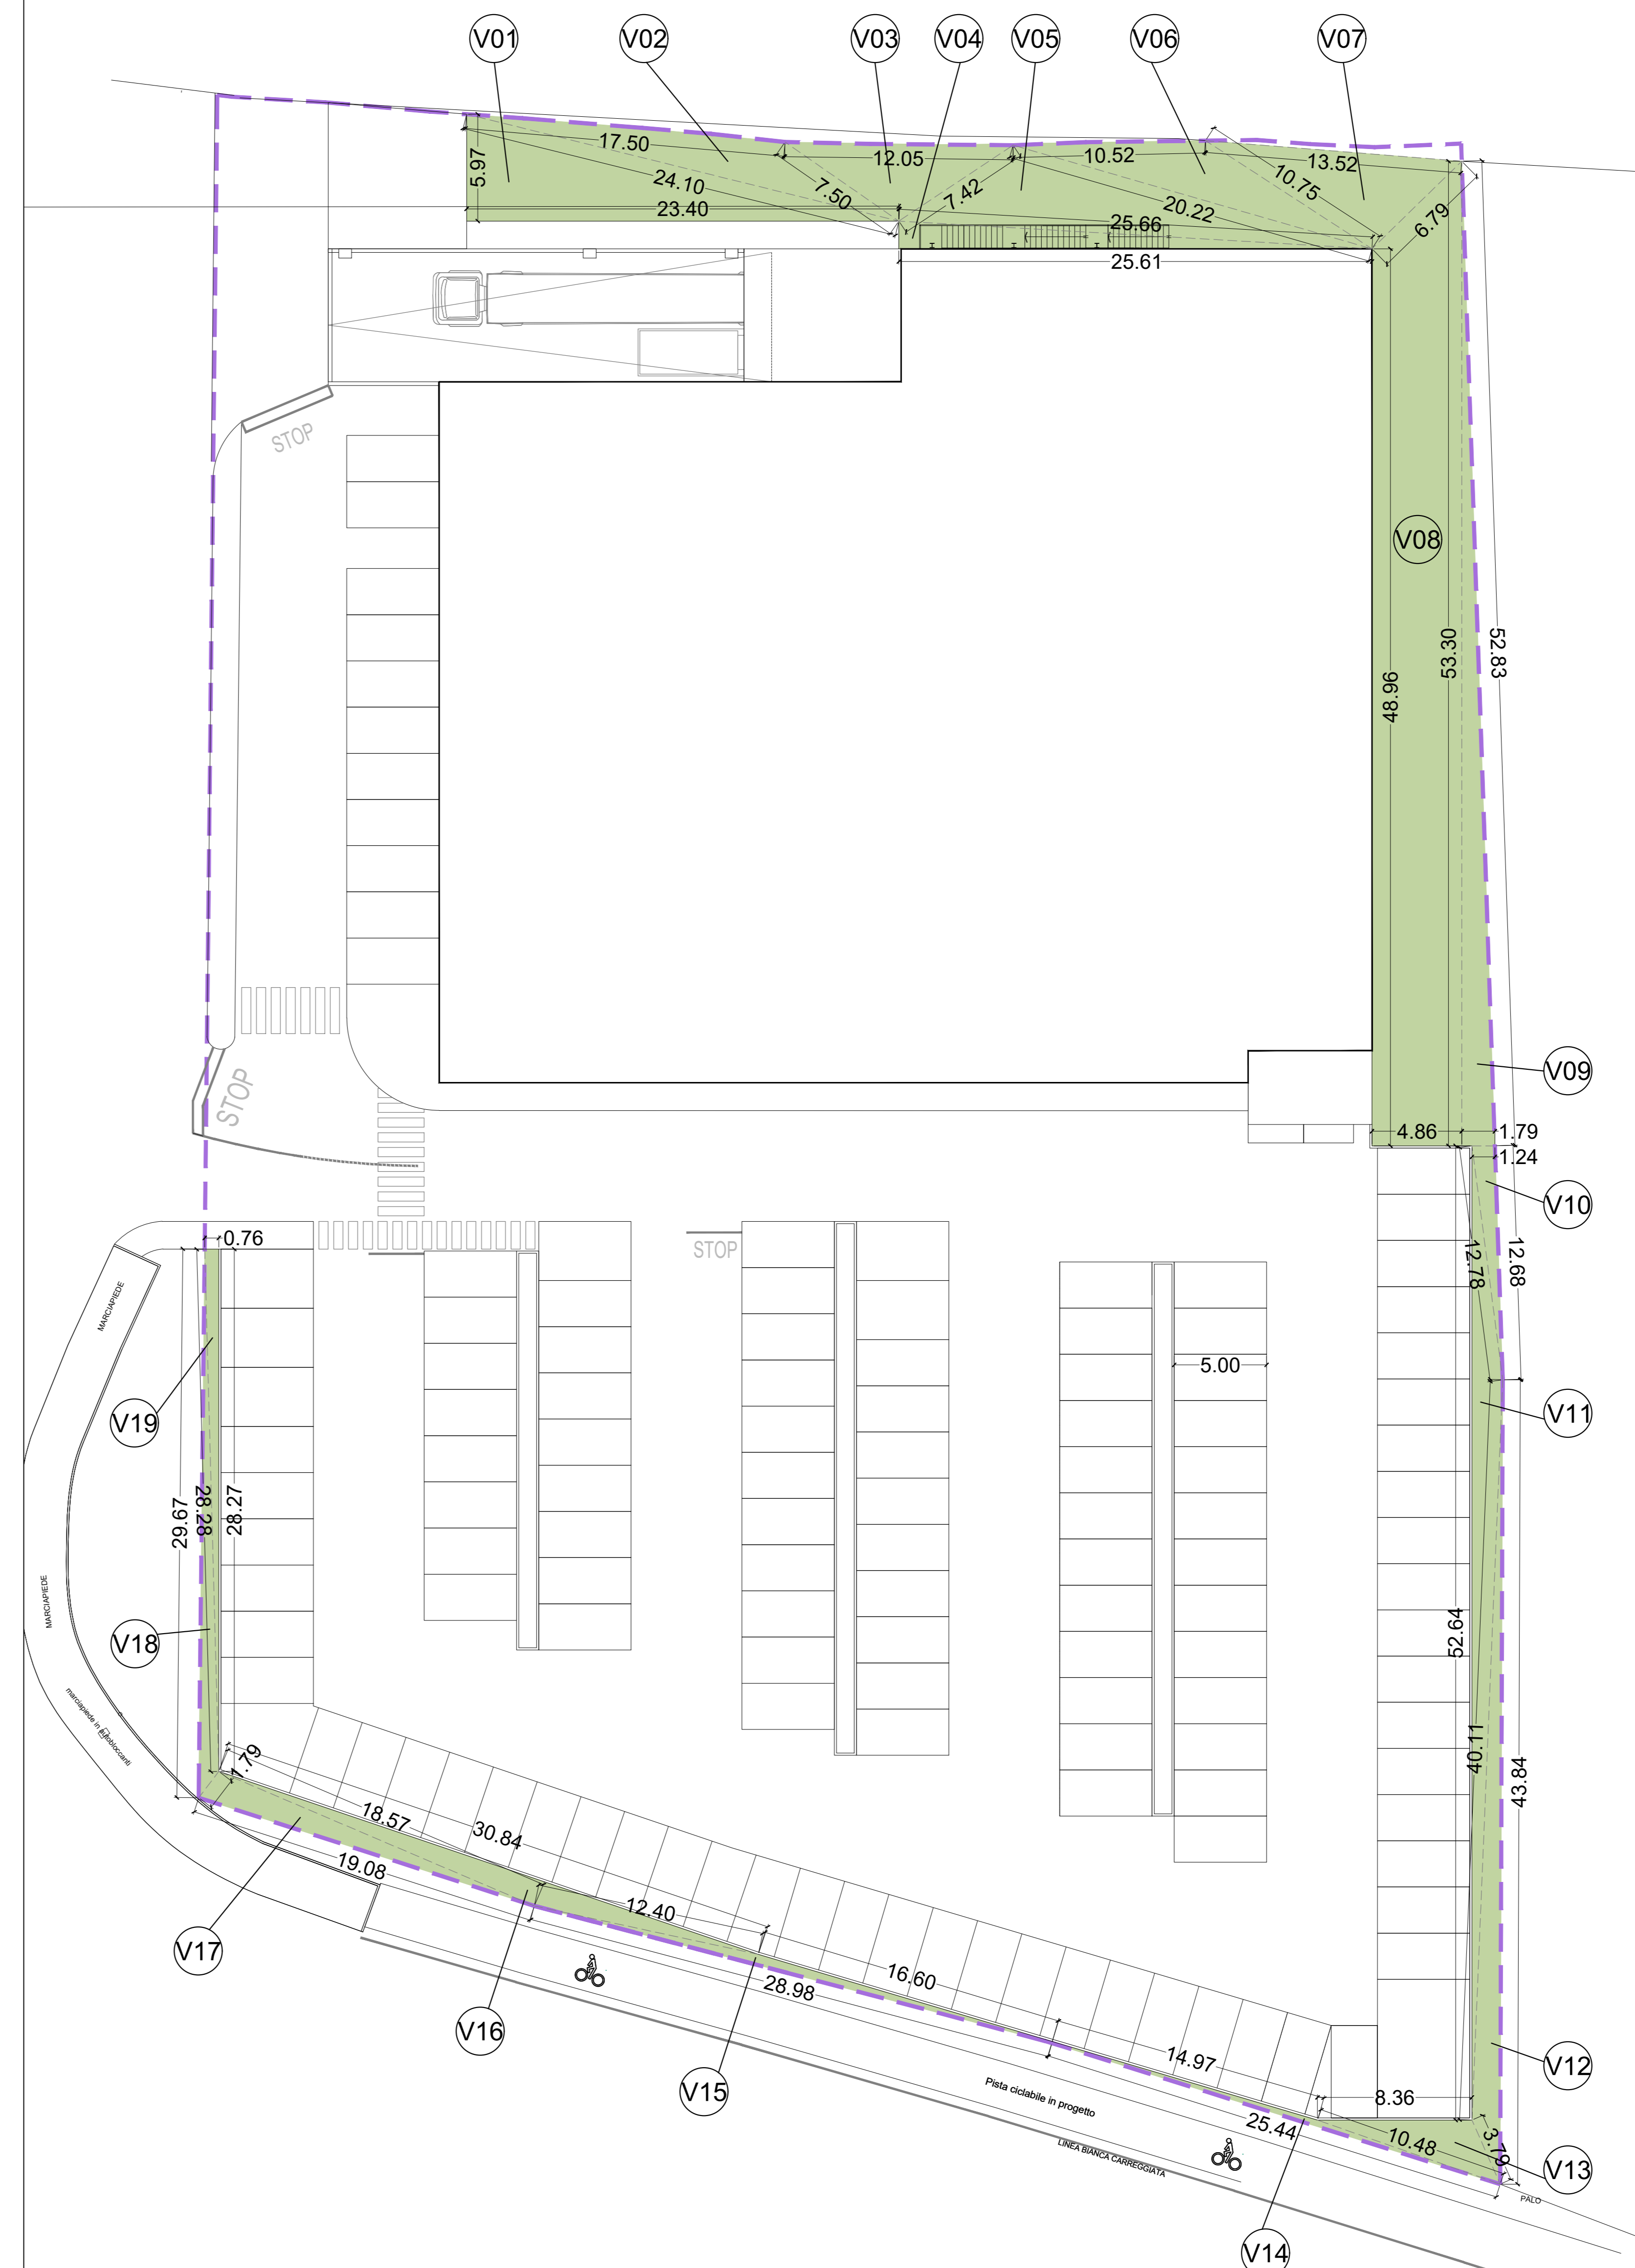 V01
V02
V03
V04
V05
V06
V07
17.50
12.05
10.52
13.52
5.97
24.10
7.50
7.42
20.22
10.75
6.79
23.40
25.66
25.61
STOP
V08
48.96
53.30
52.83
STOP
V09
4.86
1.79
1.24
V10
0.76
STOP
12.78
12.68
MARCIAPIEDE
5.00
V19
V11
29.67
28.28
28.27
MARCIAPIEDE
V18
52.64
marciapiede in autobloccanti
40.11
43.84
1.79
18.57
30.84
19.08
12.40
V17
16.60
28.98
V16
14.97
V12
V15
Pista ciclabile in progetto
8.36
25.44
10.48
3.79
LINEA BIANCA CARREGGIATA
V13
PALO
V14